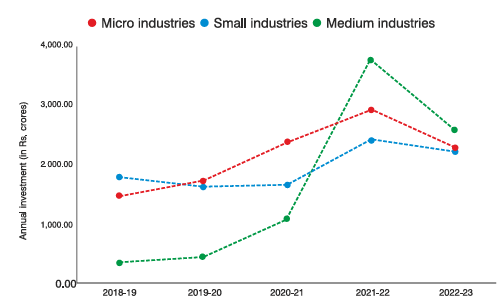 Micro industries Small industries Medium industries
4,000.00
3,000.00
2.000.00
1,000.00
0.00
Annual investment (In Rs. crores)
2018-19 2019-20 2020-21 2021-22 2022-23